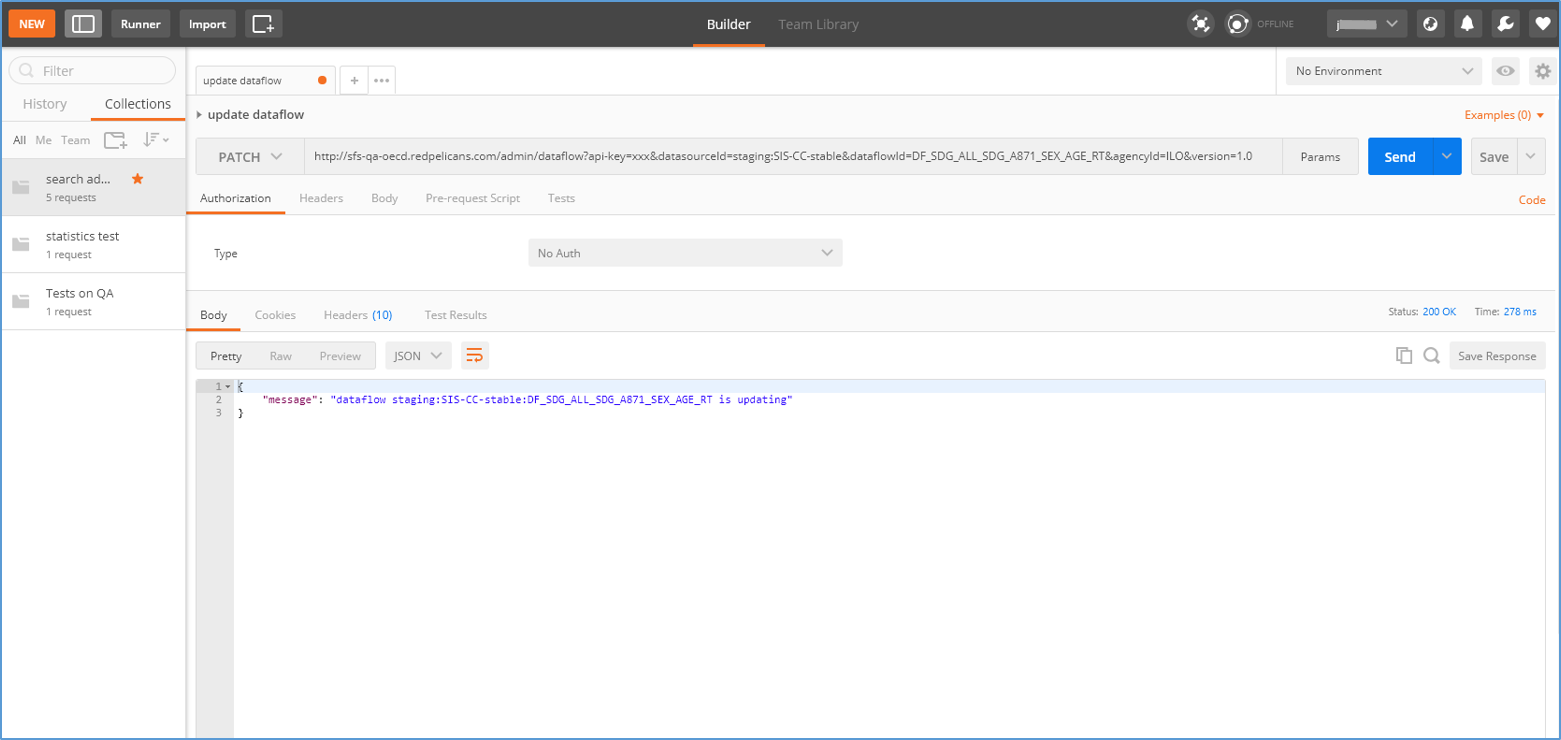 NEW Runner Import Builder Team Library OFFLINE j
Filter
History Collections
All Me Team
search ad...
5 requests
statistics test
1 request
Tests on QA
1 request
update dataflow + ••• No Environment
update dataflow Examples (0)
PATCH http://sfs-qa-oecd.redpelicans.com/admin/dataflow?api-key=xxx&datasourceId=staging:SIS-CC-stable&dataflowId=DF_SDG_ALL_SDG_A871_SEX_AGE_RT&agencyId=ILO&version=1.0 Params Send Save
Authorization Headers Body Pre-request Script Tests Code
Type No Auth
Body Cookies Headers (10) Test Results Status: 200 OK Time: 278 ms
Pretty Raw Preview JSON Save Response
1 {
2 "message": "dataflow staging:SIS-CC-stable:DF_SDG_ALL_SDG_A871_SEX_AGE_RT is updating"
3 }